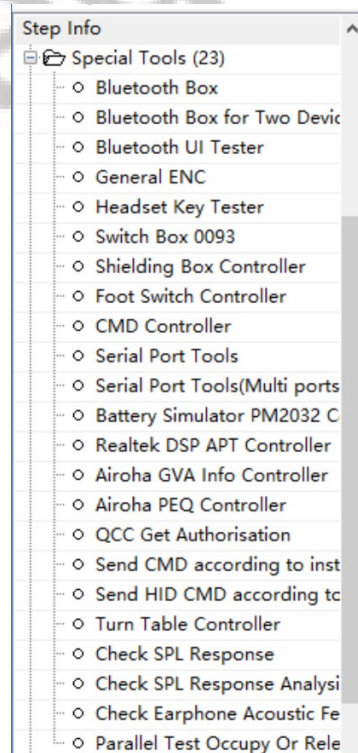 Step Info
Special Tools (23)
Bluetooth Box
Bluetooth Box for Two Devic
Bluetooth UI Tester
General ENC
Headset Key Tester
Switch Box 0093
Shielding Box Controller
Foot Switch Controller
CMD Controller
Serial Port Tools
Serial Port Tools(Multi ports
Battery Simulator PM2032 C
Realtek DSP APT Controller
Airoha GVA Info Controller
Airoha PEQ Controller
QCC Get Authorisation
Send CMD according to inst
Send HID CMD according to
Turn Table Controller
Check SPL Response
Check SPL Response Analysi
Check Earphone Acoustic Fe
Parallel Test Occupy Or Rele